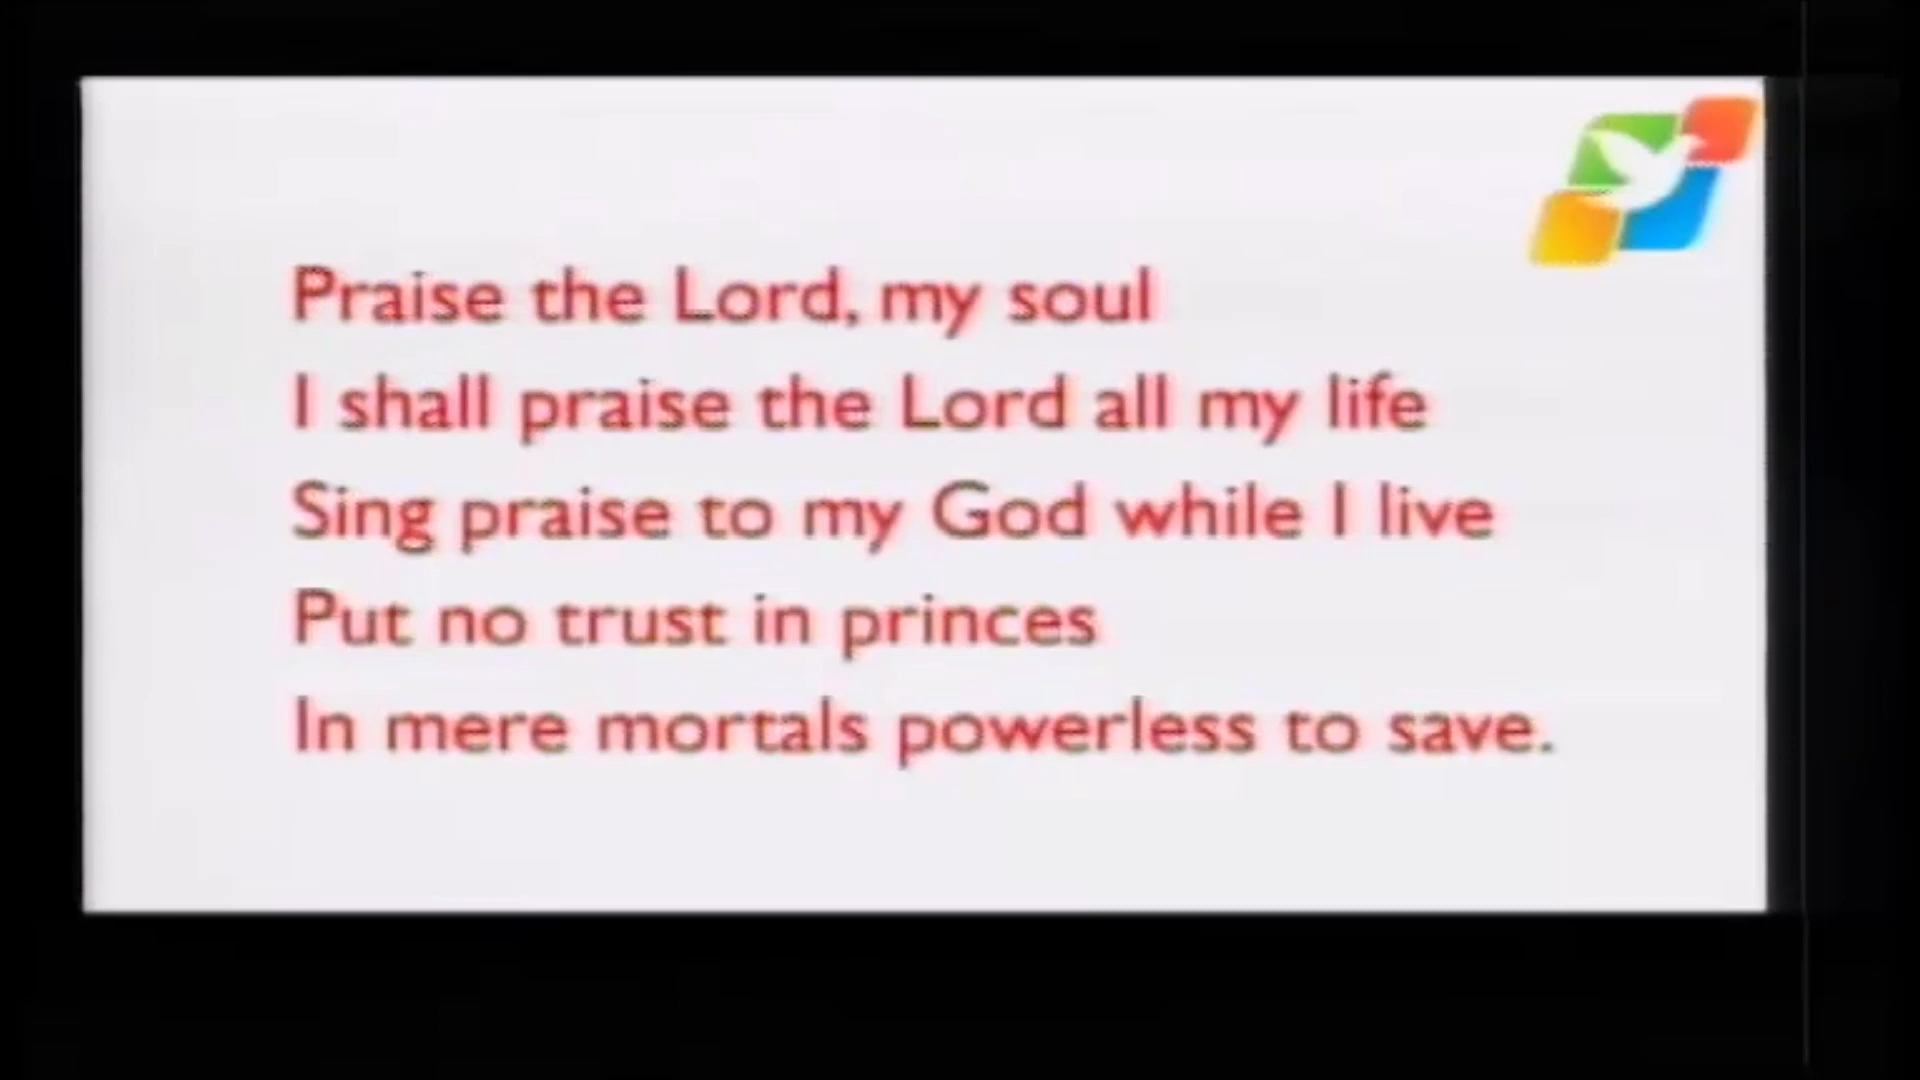 Praise the Lord, my soul
I shall praise the Lord all my life
Sing praise to my God while I live
Put no trust in princes
In mere mortals powerless to save.